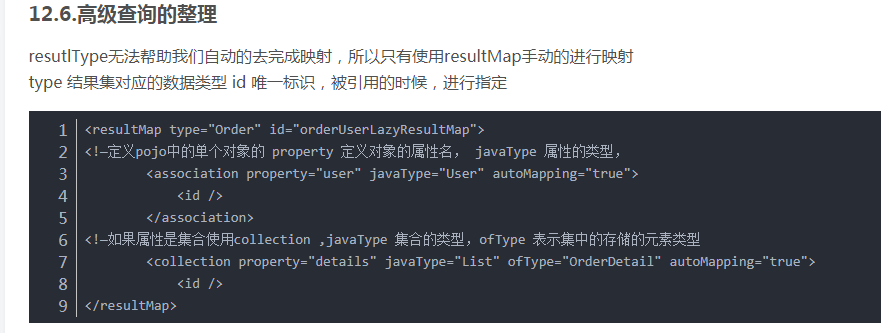 12.6.高级查询的整理
resutlType无法帮助我们自动的去完成映射，所以只有使用resultMap手动的进行映射
type 结果集对应的数据类型 id 唯一标识，被引用的时候，进行指定
1 <resultMap type="Order" id="orderUserLazyResultMap">
2 <!—定义pojo中的单个对象的 property 定义对象的属性名， javaType 属性的类型，
3         <association property="user" javaType="User" autoMapping="true">
4             <id />
5         </association>
6 <!—如果属性是集合使用collection ,javaType 集合的类型，ofType 表示集中的存储的元素类型
7         <collection property="details" javaType="List" ofType="OrderDetail" autoMapping="true">
8             <id />
9 </resultMap>